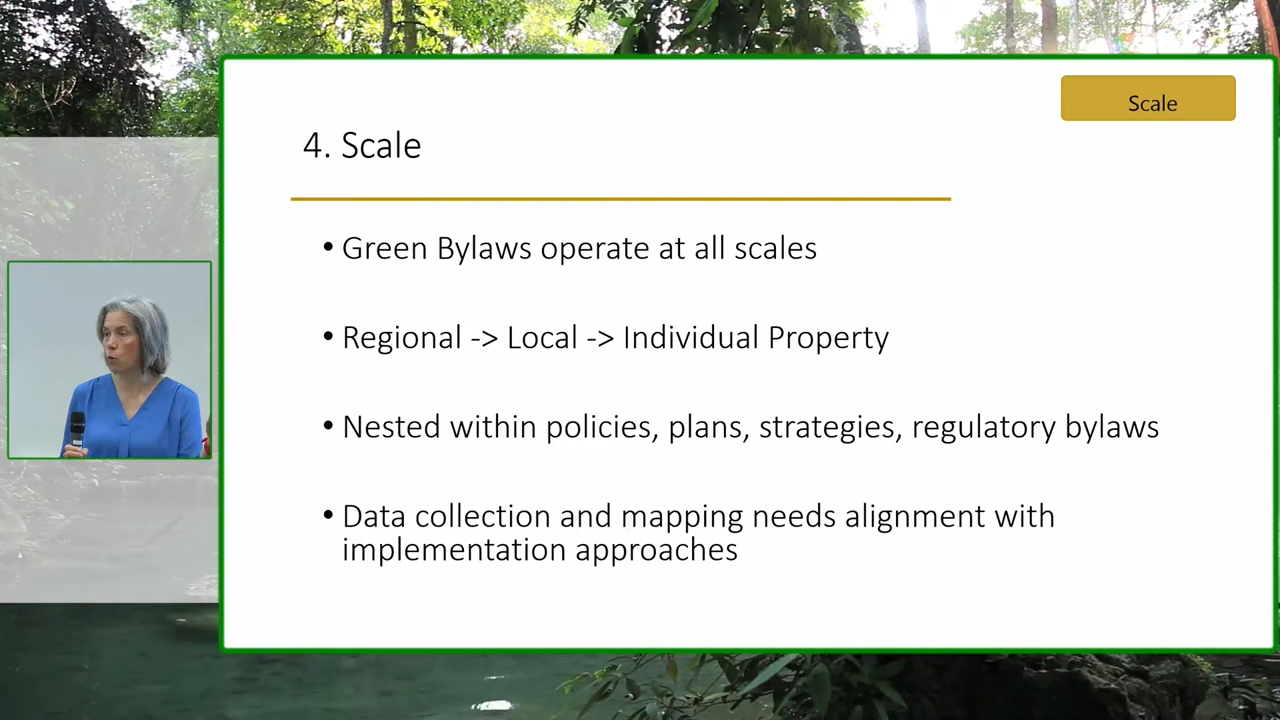 Scale
4. Scale
• Green Bylaws operate at all scales
• Regional -> Local -> Individual Property
• Nested within policies, plans, strategies, regulatory bylaws
• Data collection and mapping needs alignment with
implementation approaches